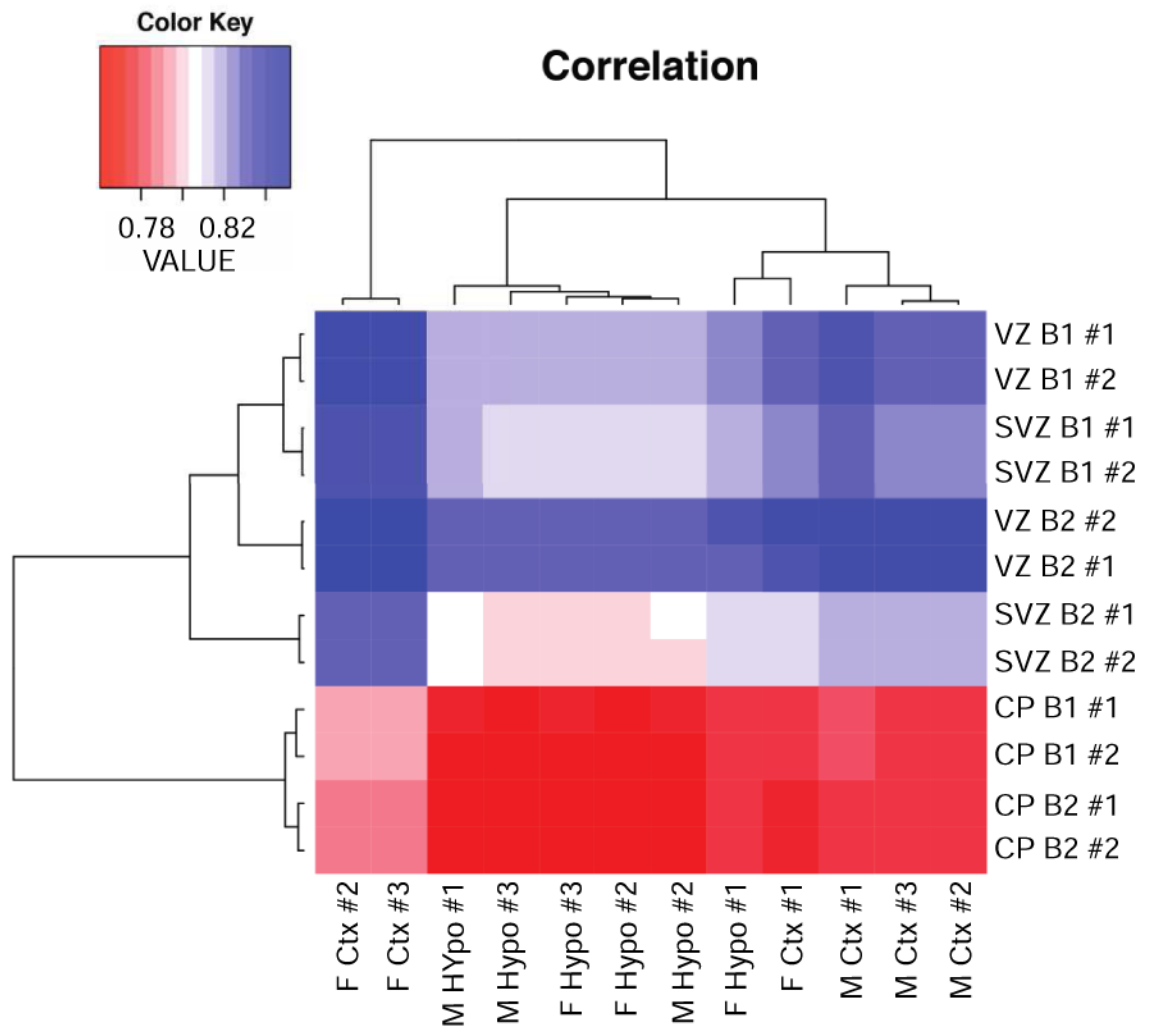 Color Key
Correlation
0.78 0.82
VALUE
VZ B1 #1
VZ B1 #2
SVZ B1 #1
SVZ B1 #2
VZ B2 #2
VZ B2 #1
SVZ B2 #1
SVZ B2 #2
CP B1 #1
CP B1 #2
CP B2 #1
CP B2 #2
F Ctx #2
F Ctx #3
M HYpo #1
M Hypo #3
F Hypo #3
F Hypo #2
M Hypo #2
F Hypo #1
F Ctx #1
M Ctx #1
M Ctx #3
M Ctx #2